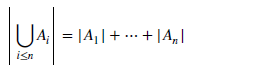 |⋃_{i≤n} A_i| = |A_1| + ⋯ + |A_n|